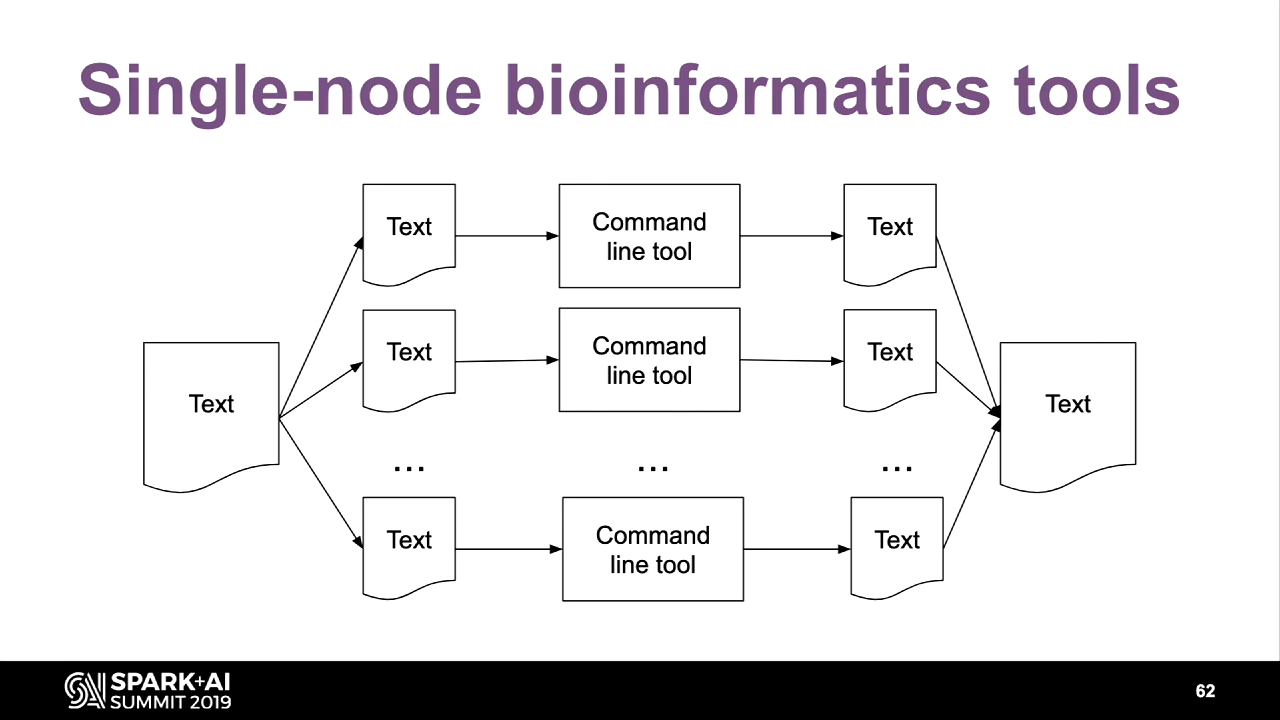 Single-node bioinformatics tools
Text
Command
line tool
Text
Text
Command
line tool
Text
Text
Text
... ... ...
Text
Command
line tool
Text
SPARK+AI
SUMMIT 2019
62